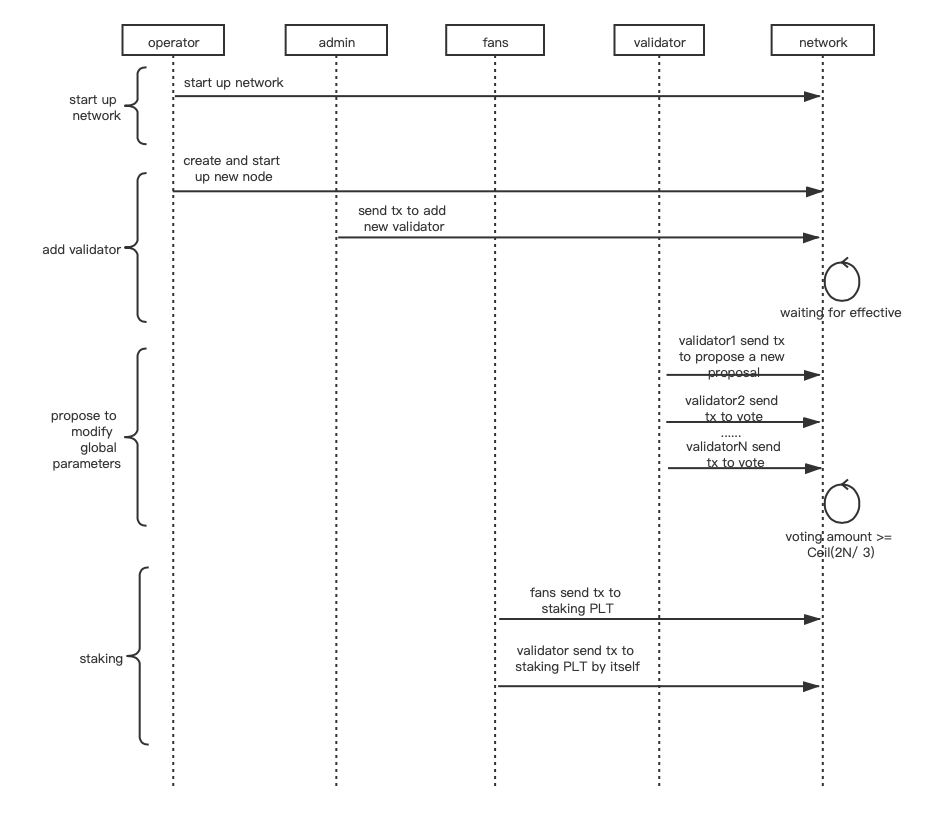 operator
admin
fans
validator
network
start up network
start up
network
create and start
up new node
send tx to add
new validator
add validator
waiting for effective
validator1 send tx
to propose a new
proposal
validator2 send
tx to vote
......
validatorN send
tx to vote
propose to
modify
global
parameters
voting amount >=
Ceil(2N/ 3)
fans send tx to
staking PLT
validator send tx to
staking PLT by itself
staking